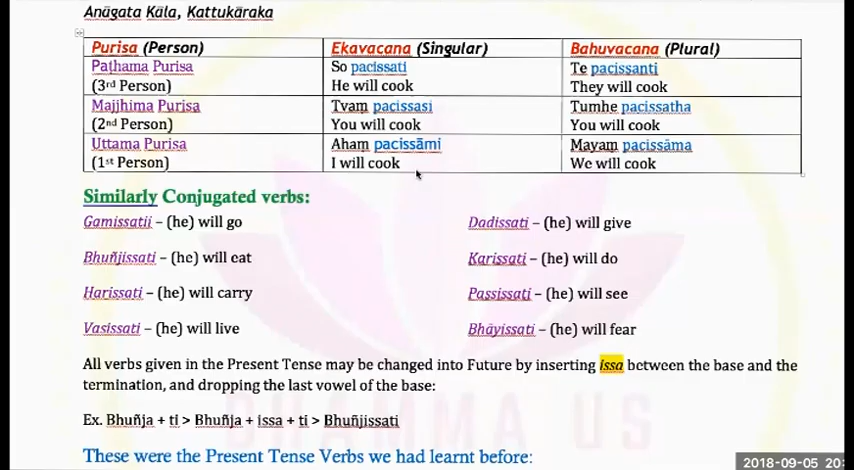 Anāgata Kāla, Kattukāraka
Purisa (Person) Ekavacana (Singular) Bahuvacana (Plural)
Paṭhama Purisa So pacissati Te pacissanti
(3rd Person) He will cook They will cook
Majjhima Purisa Tvaṃ pacissasi Tumhe pacissatha
(2nd Person) You will cook You will cook
Uttama Purisa Ahaṃ pacissāmi Mayaṃ pacissāma
(1st Person) I will cook We will cook
Similarly Conjugated verbs:
Gamissatii – (he) will go Dadissati – (he) will give
Bhuñjissati – (he) will eat Karissati – (he) will do
Harissati – (he) will carry Passissati – (he) will see
Vasissati – (he) will live Bhāyissati – (he) will fear
All verbs given in the Present Tense may be changed into Future by inserting issa between the base and the
termination, and dropping the last vowel of the base:
Ex. Bhuñja + ti > Bhuñja + issa + ti > Bhuñjissati
DHAMMA US
These were the Present Tense Verbs we had learnt before:
2018-09-05 20: